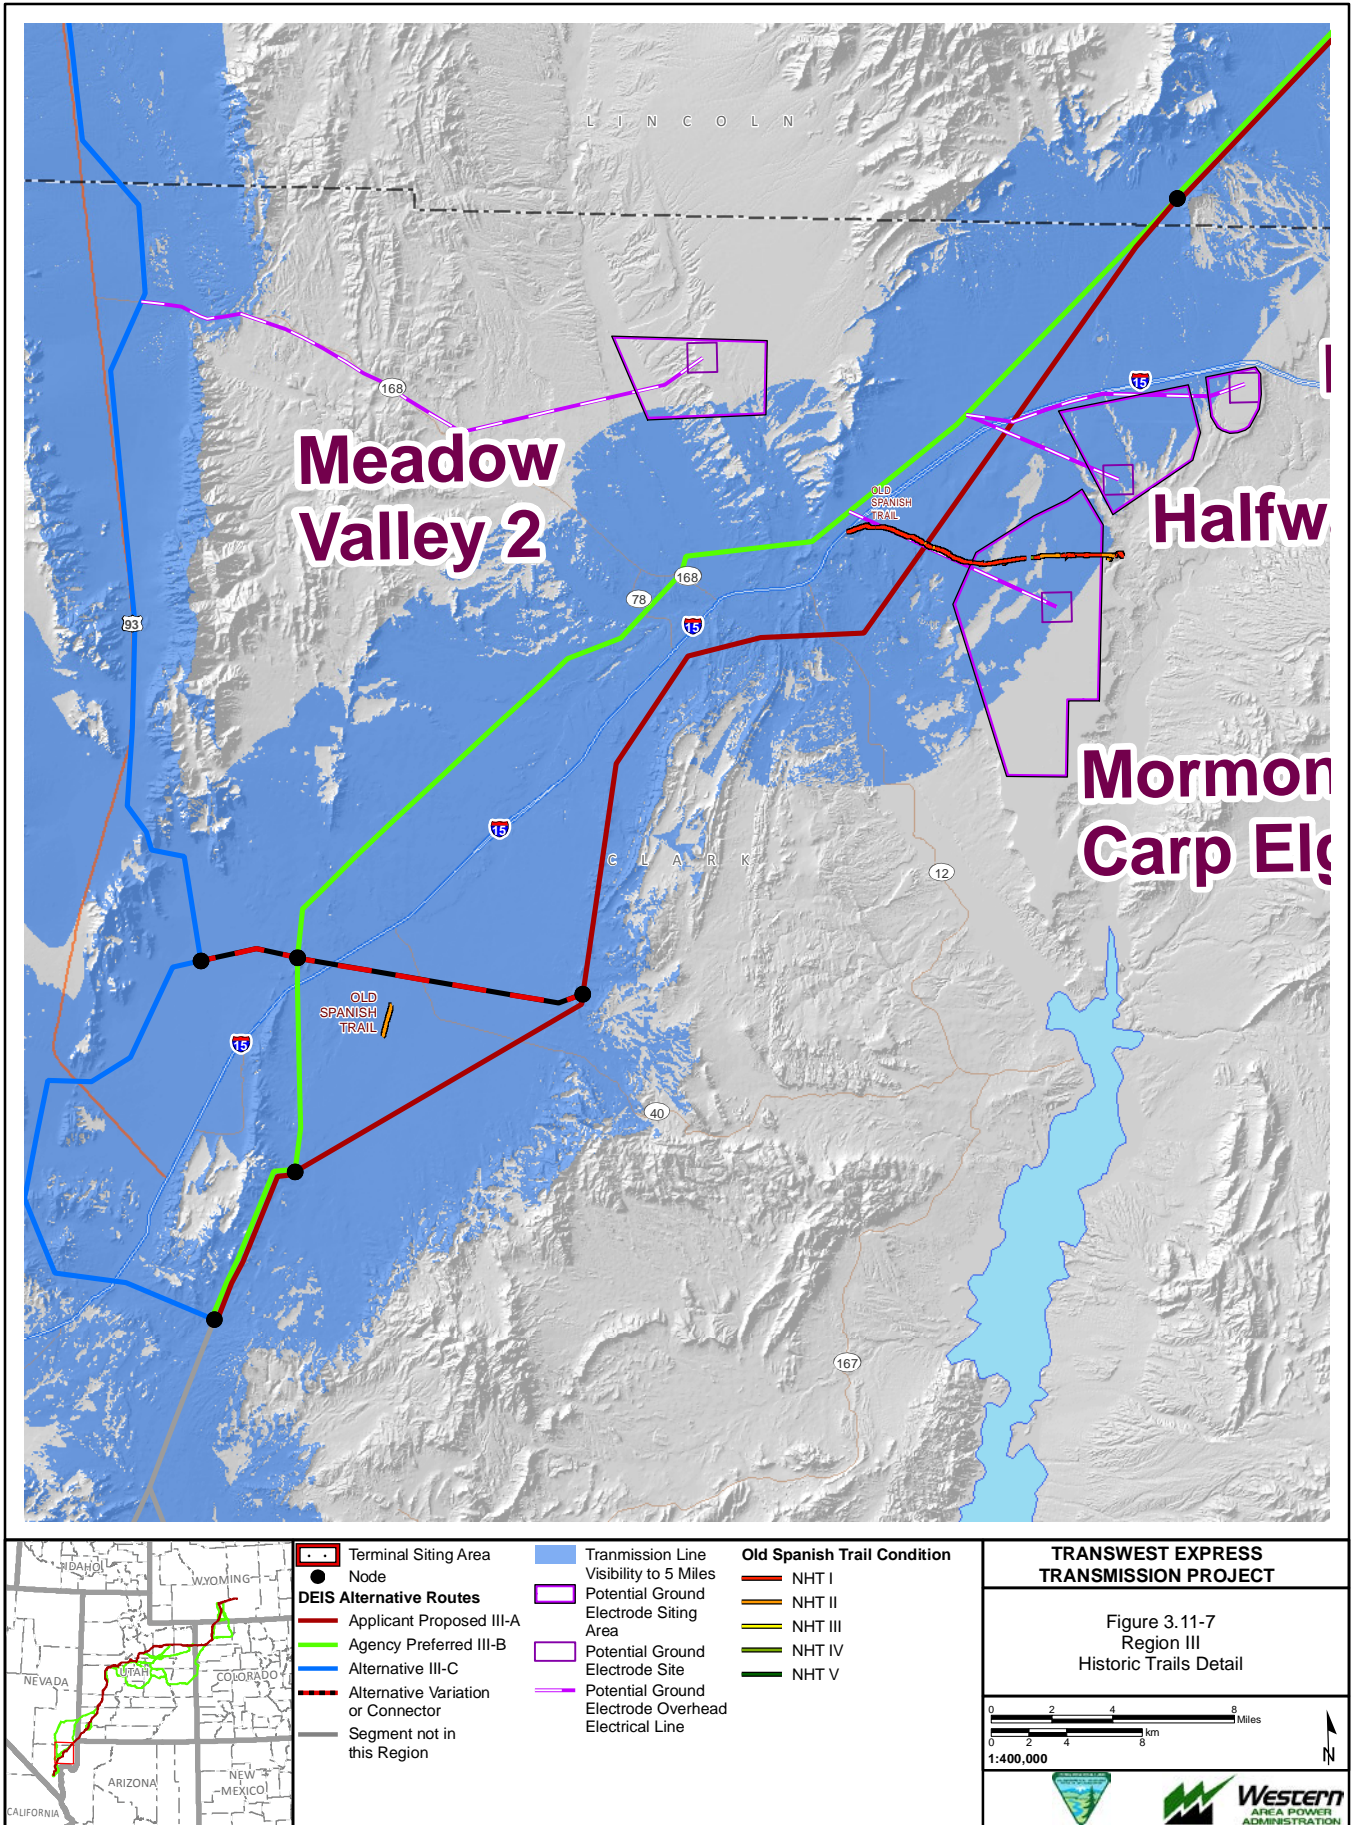 LINCOLN
168
15
Meadow
Valley 2
OLD
SPANISH
TRAIL
Halfw
168
78
15
93
Mormon
Carp Elg
15
CLARK
12
OLD
SPANISH
TRAIL
15
40
167
IDAHO
WYOMING
NEVADA
UTAH
COLORADO
ARIZONA
NEW
MEXICO
CALIFORNIA
Terminal Siting Area
Node
DEIS Alternative Routes
Applicant Proposed III-A
Agency Preferred III-B
Alternative III-C
Alternative Variation
or Connector
Segment not in
this Region
Tranmission Line
Visibility to 5 Miles
Potential Ground
Electrode Siting
Area
Potential Ground
Electrode Site
Potential Ground
Electrode Overhead
Electrical Line
Old Spanish Trail Condition
NHT I
NHT II
NHT III
NHT IV
NHT V
TRANSWEST EXPRESS
TRANSMISSION PROJECT
Figure 3.11-7
Region III
Historic Trails Detail
0 2 4 8
Miles
km
0 2 4 8
1:400,000
N
Western
AREA POWER
ADMINISTRATION